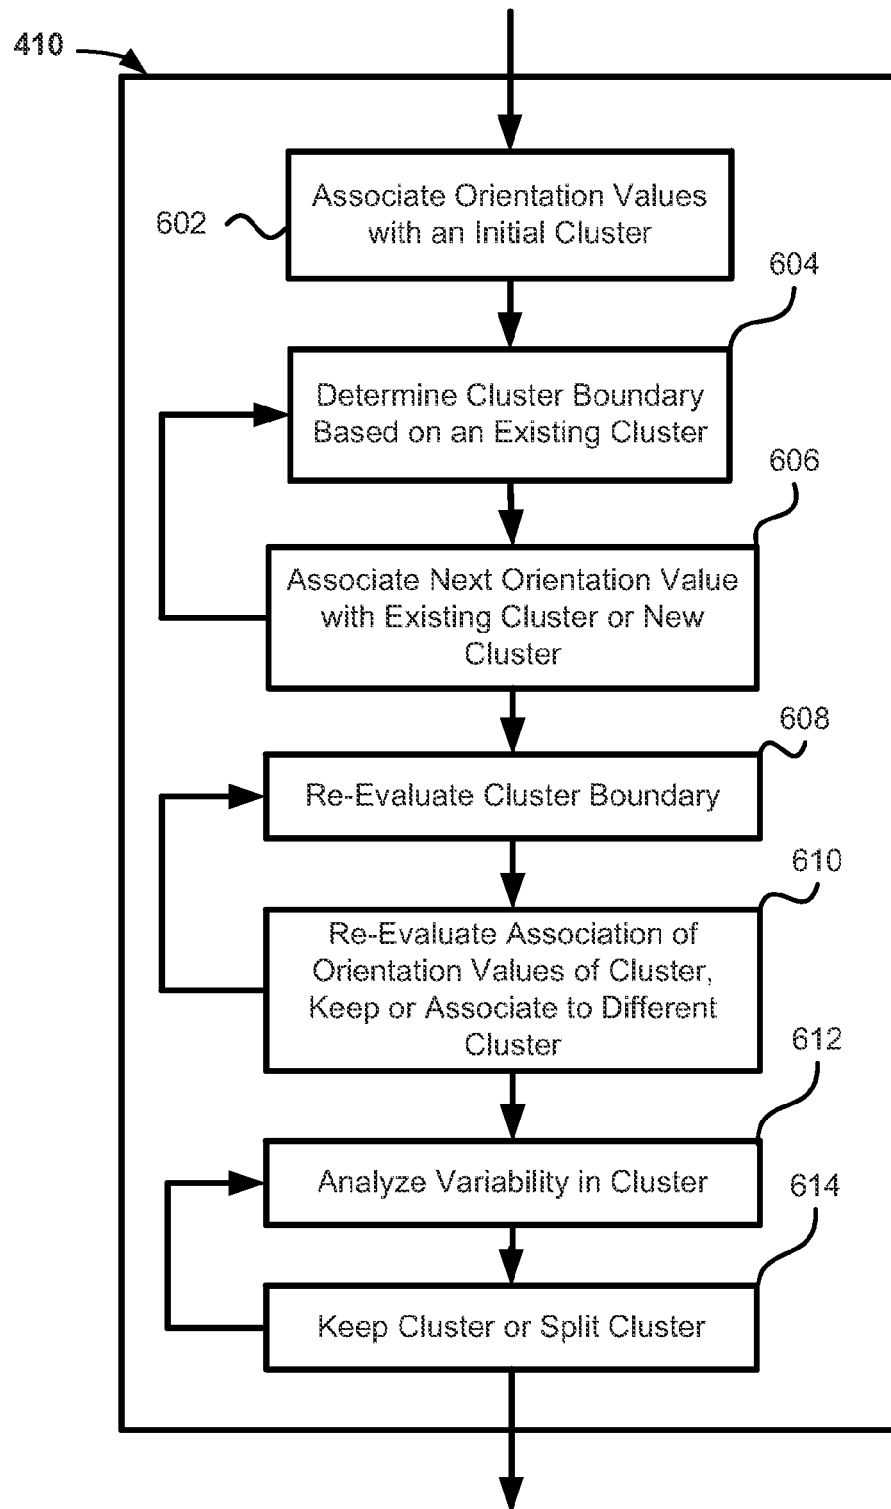 410
Associate Orientation Values
with an Initial Cluster
602
604
Determine Cluster Boundary
Based on an Existing Cluster
606
Associate Next Orientation Value
with Existing Cluster or New
Cluster
608
Re-Evaluate Cluster Boundary
610
Re-Evaluate Association of
Orientation Values of Cluster,
Keep or Associate to Different
Cluster
612
Analyze Variability in Cluster
614
Keep Cluster or Split Cluster